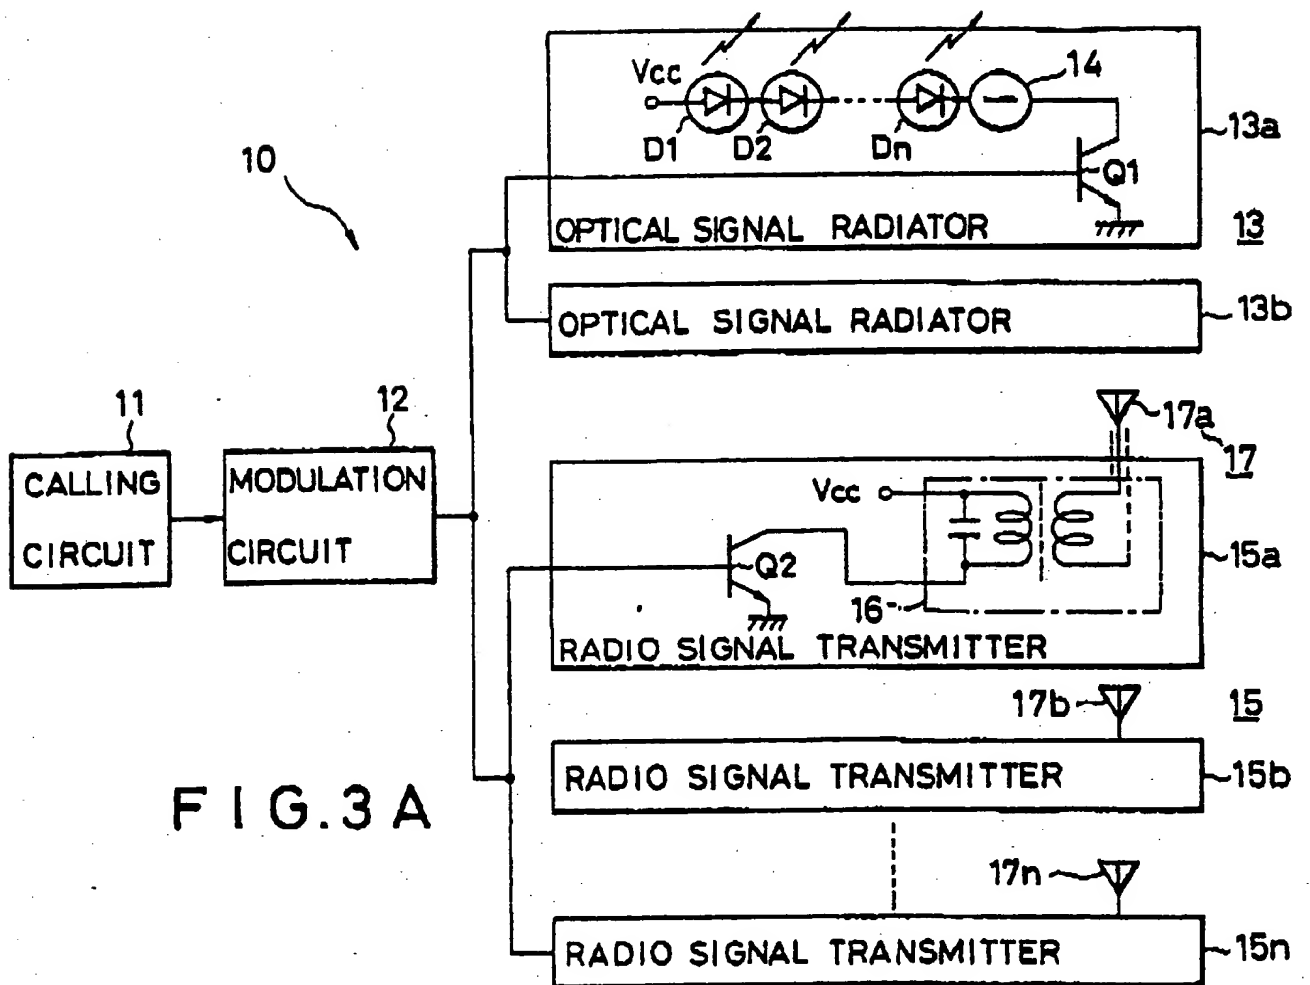 10
11
CALLING
CIRCUIT
12
MODULATION
CIRCUIT
Vcc
D1
D2
Dn
14
Q1
13a
13
OPTICAL SIGNAL RADIATOR
OPTICAL SIGNAL RADIATOR
13b
17a
17
Vcc
Q2
16
15a
RADIO SIGNAL TRANSMITTER
17b
15
RADIO SIGNAL TRANSMITTER
15b
17n
RADIO SIGNAL TRANSMITTER
15n
FIG.3A